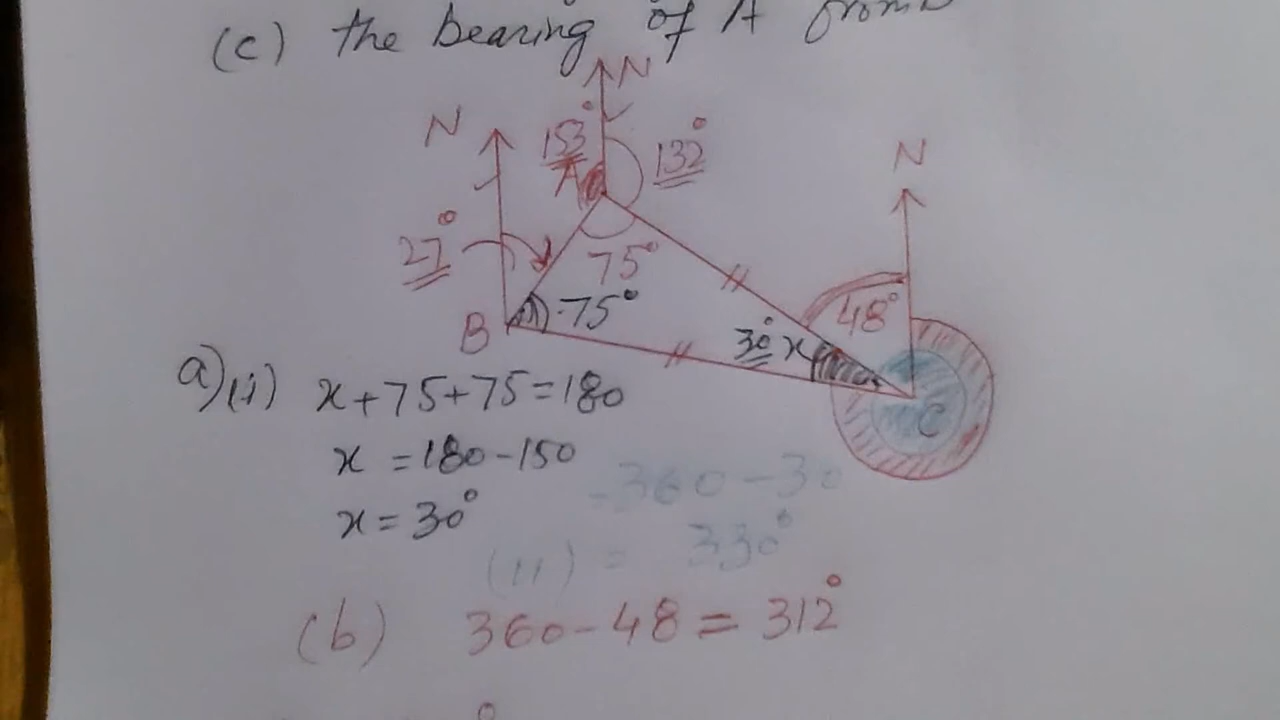 (c) the bearing of A from
N
N
153°
132°
A
N
27°
75°
48°
B
75°
30° x
C
a)(i) x+75+75=180
x = 180-150
360-30
x = 30°
330°
(ii) =
(b) 360-48 = 312°